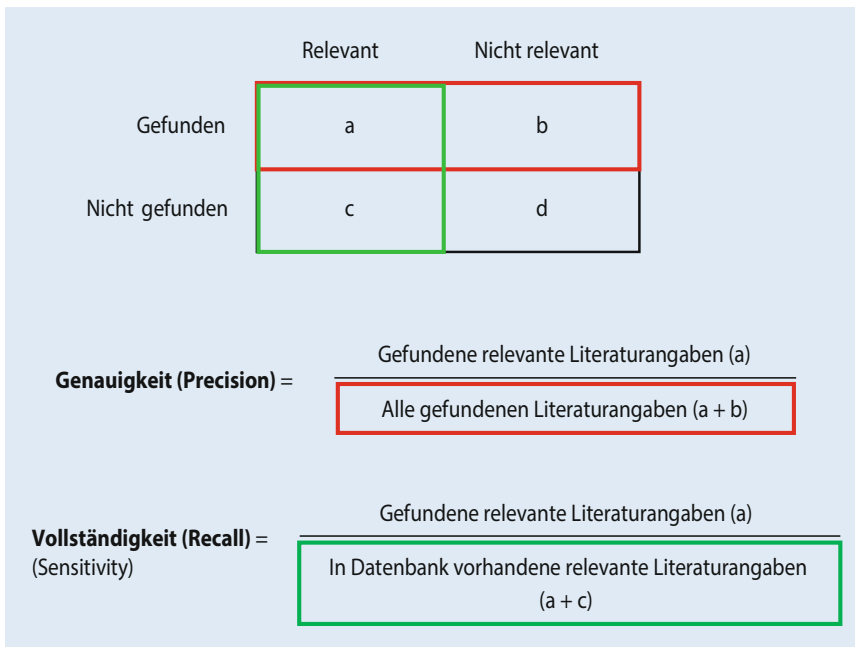 Relevant Nicht relevant
Gefunden a b
Nicht gefunden c d
Gefundene relevante Literaturangaben (a)
Genauigkeit (Precision) =
Alle gefundenen Literaturangaben (a + b)
Gefundene relevante Literaturangaben (a)
Vollständigkeit (Recall) =
(Sensitivity)
In Datenbank vorhandene relevante Literaturangaben
(a + c)